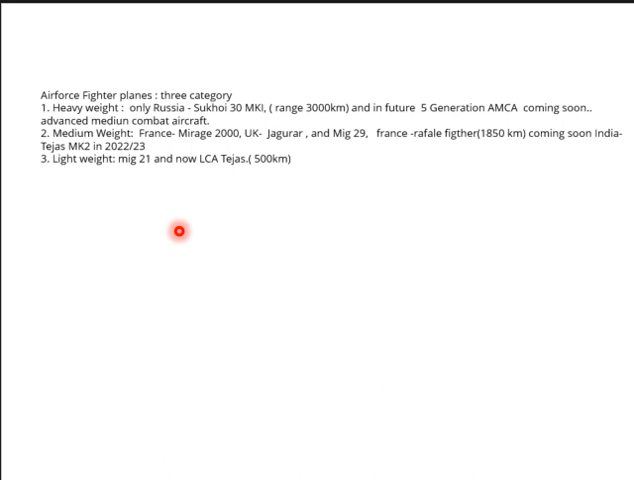 Airforce Fighter planes : three category
1. Heavy weight :  only Russia - Sukhoi 30 MKI, ( range 3000km) and in future  5 Generation AMCA  coming soon..
advanced mediun combat aircraft.
2. Medium Weight:  France- Mirage 2000, UK-  Jagurar , and Mig 29,   france -rafale figther(1850 km) coming soon India-
Tejas MK2 in 2022/23
3. Light weight: mig 21 and now LCA Tejas.( 500km)